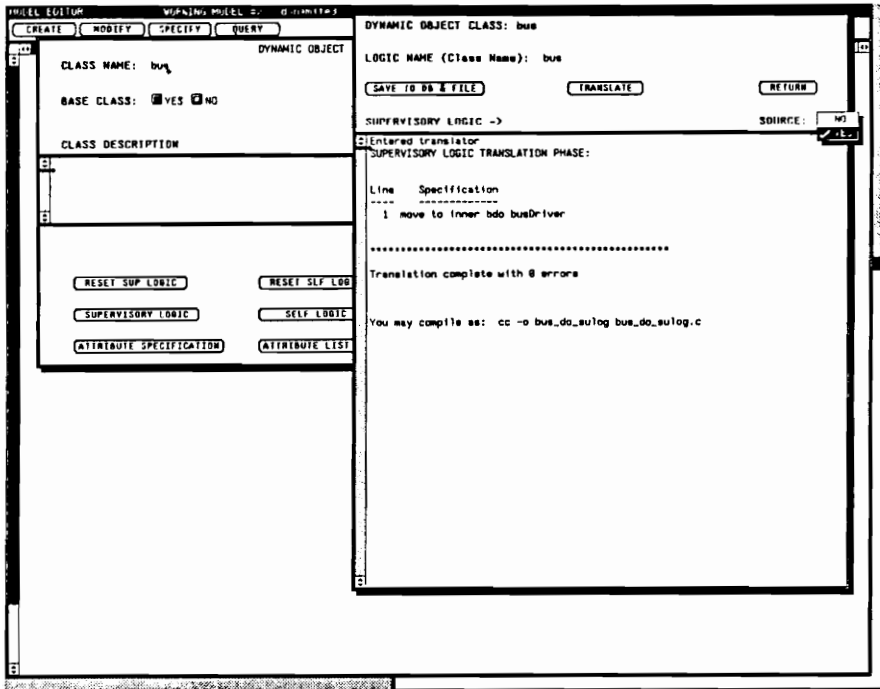 MODEL EDITOR WORKING MODEL =>
CREATE MODIFY SPECIFY QUERY
DYNAMIC OBJECT
CLASS NAME: bus
BASE CLASS: YES NO
CLASS DESCRIPTION
RESET SUP LOGIC RESET SLF LOG
SUPERVISORY LOGIC SELF LOGIC
ATTRIBUTE SPECIFICATION ATTRIBUTE LIST
DYNAMIC OBJECT CLASS: bus
LOGIC NAME (Class Name): bus
SAVE TO DB & FILE TRANSLATE RETURN
SUPERVISORY LOGIC -> SOURCE: NO
YES
Entered translator
SUPERVISORY LOGIC TRANSLATION PHASE:
Line Specification
---- -------------
1 move to inner bdo busDriver
**************************************************
Translation complete with 0 errors
You may compile as: cc -o bus_do_sulog bus_do_sulog.c